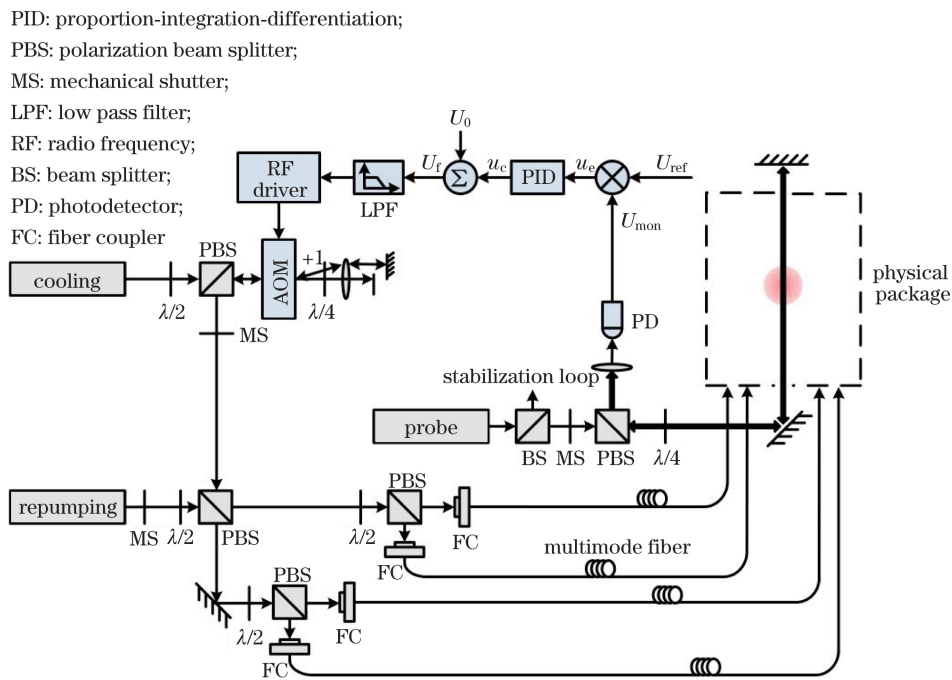 PID: proportion-integration-differentiation;
PBS: polarization beam splitter;
MS: mechanical shutter;
LPF: low pass filter;
RF: radio frequency;
BS: beam splitter;
PD: photodetector;
FC: fiber coupler
U0
RF
driver
LPF
Uf
Σ
uc
PID
ue
Uref
Umon
PBS
cooling
λ/2
AOM
+1
λ/4
MS
PD
physical
package
stabilization loop
probe
BS
MS
PBS
λ/4
repumping
MS
λ/2
PBS
λ/2
PBS
FC
FC
multimode fiber
PBS
λ/2
FC
FC